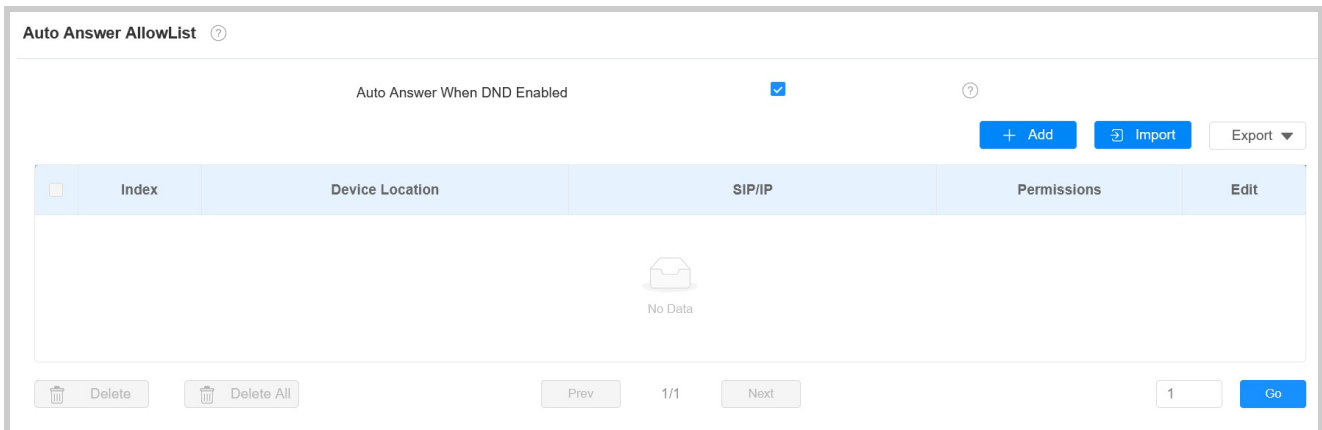 Auto Answer AllowList ?
Auto Answer When DND Enabled ?
+ Add Import Export
Index Device Location SIP/IP Permissions Edit
No Data
Delete Delete All Prev 1/1 Next 1 Go